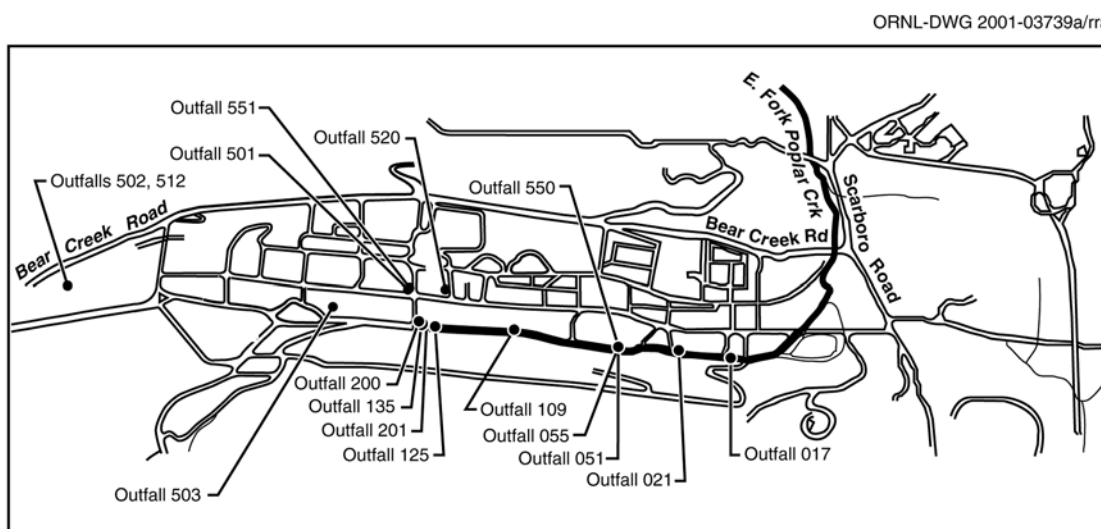 ORNL-DWG 2001-03739a/rra
E. Fork Poplar Crk
Outfall 551
Outfall 520
Outfall 501
Outfalls 502, 512
Outfall 550
Scarboro Road
Bear Creek Road
Bear Creek Rd
Outfall 200
Outfall 135
Outfall 109
Outfall 201
Outfall 055
Outfall 125
Outfall 051
Outfall 017
Outfall 021
Outfall 503